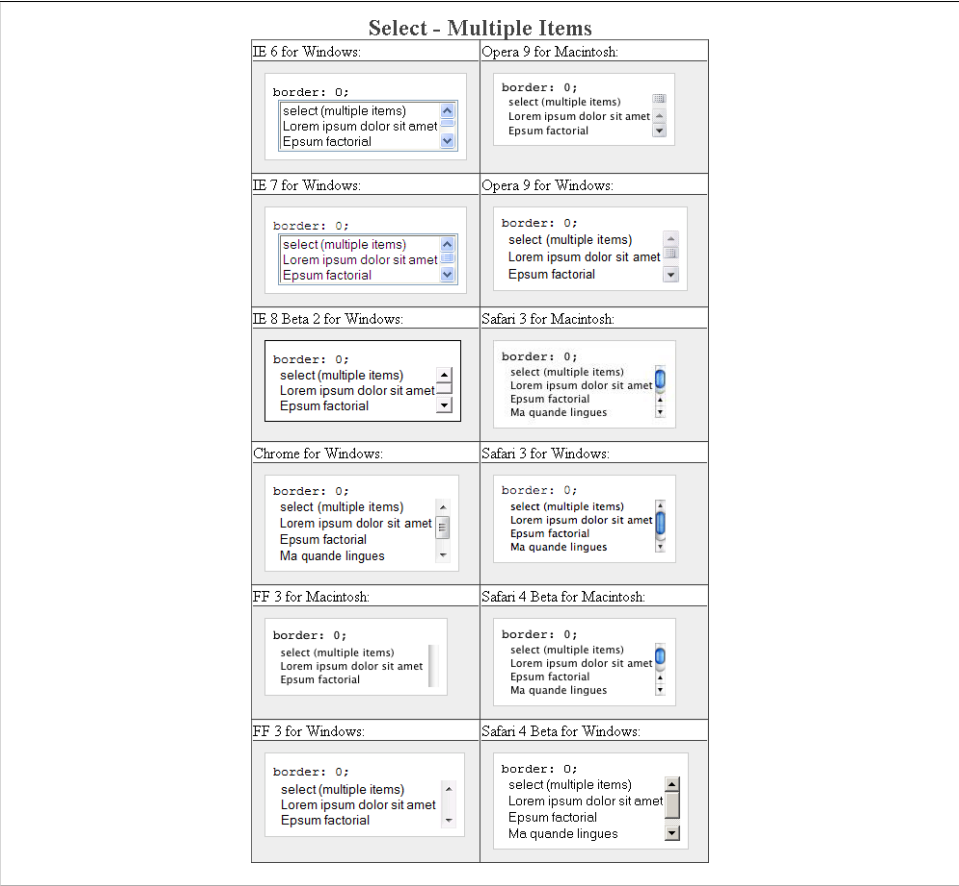 Select - Multiple Items
IE 6 for Windows:
border: 0;
select (multiple items)
Lorem ipsum dolor sit amet
Epsum factorial
Opera 9 for Macintosh:
border: 0;
select (multiple items)
Lorem ipsum dolor sit amet
Epsum factorial
IE 7 for Windows:
border: 0;
select (multiple items)
Lorem ipsum dolor sit amet
Epsum factorial
Opera 9 for Windows:
border: 0;
select (multiple items)
Lorem ipsum dolor sit amet
Epsum factorial
IE 8 Beta 2 for Windows:
border: 0;
select (multiple items)
Lorem ipsum dolor sit amet
Epsum factorial
Safari 3 for Macintosh:
border: 0;
select (multiple items)
Lorem ipsum dolor sit amet
Epsum factorial
Ma quande lingues
Chrome for Windows:
border: 0;
select (multiple items)
Lorem ipsum dolor sit amet
Epsum factorial
Ma quande lingues
Safari 3 for Windows:
border: 0;
select (multiple items)
Lorem ipsum dolor sit amet
Epsum factorial
Ma quande lingues
FF 3 for Macintosh:
border: 0;
select (multiple items)
Lorem ipsum dolor sit amet
Epsum factorial
Safari 4 Beta for Macintosh:
border: 0;
select (multiple items)
Lorem ipsum dolor sit amet
Epsum factorial
Ma quande lingues
FF 3 for Windows:
border: 0;
select (multiple items)
Lorem ipsum dolor sit amet
Epsum factorial
Safari 4 Beta for Windows:
border: 0;
select (multiple items)
Lorem ipsum dolor sit amet
Epsum factorial
Ma quande lingues